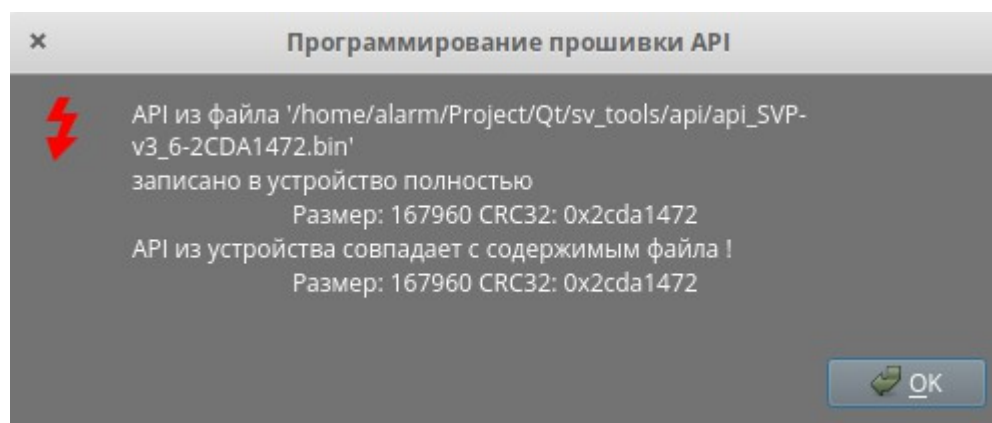 Программирование прошивки API
API из файла '/home/alarm/Project/Qt/sv_tools/api/api_SVP-
v3_6-2CDA1472.bin'
записано в устройство полностью
Размер: 167960 CRC32: 0x2cda1472
API из устройства совпадает с содержимым файла !
Размер: 167960 CRC32: 0x2cda1472
OK